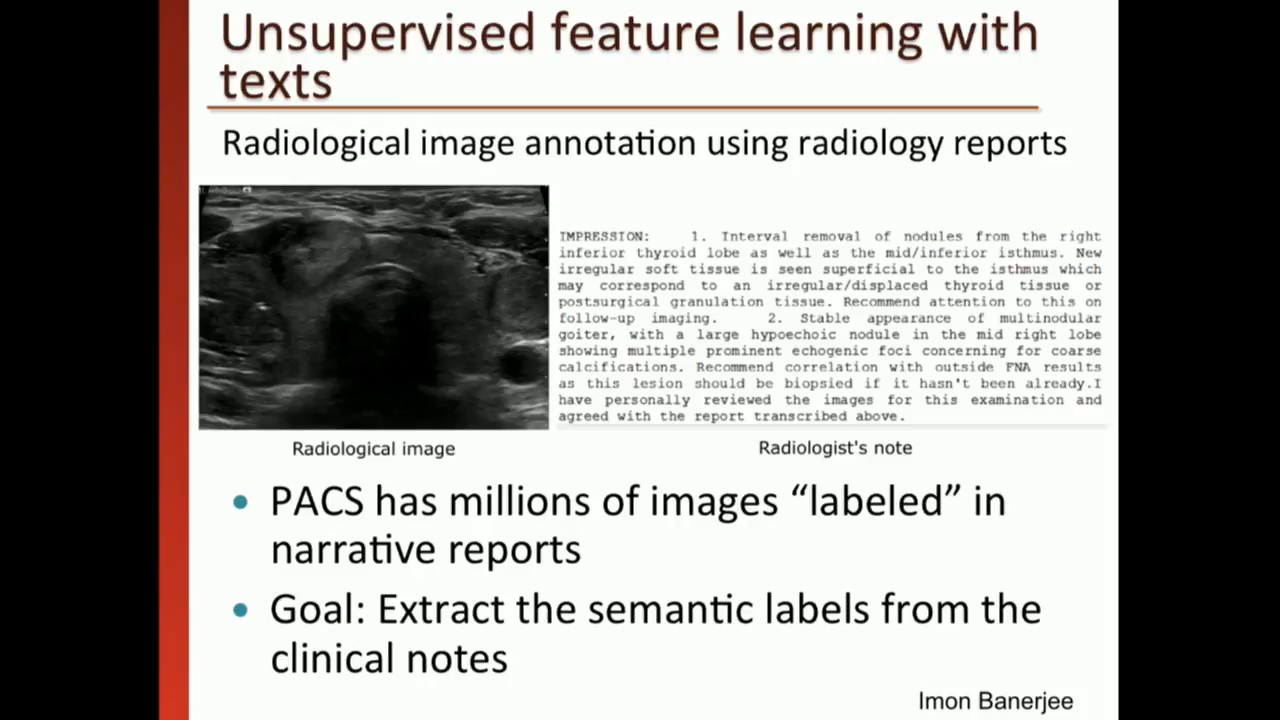 Unsupervised feature learning with
texts
Radiological image annotation using radiology reports
IMPRESSION: 1. Interval removal of nodules from the right
inferior thyroid lobe as well as the mid/inferior isthmus. New
irregular soft tissue is seen superficial to the isthmus which
may correspond to an irregular/displaced thyroid tissue or
postsurgical granulation tissue. Recommend attention to this on
follow-up imaging. 2. Stable appearance of multinodular
goiter, with a large hypoechoic nodule in the mid right lobe
showing multiple prominent echogenic foci concerning for coarse
calcifications. Recommend correlation with outside FNA results
as this lesion should be biopsied if it hasn't been already.I
have personally reviewed the images for this examination and
agreed with the report transcribed above.
Radiological image
Radiologist's note
• PACS has millions of images “labeled” in
narrative reports
• Goal: Extract the semantic labels from the
clinical notes
Imon Banerjee